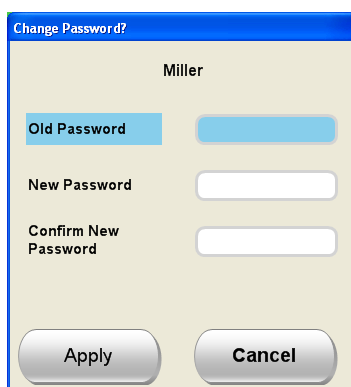 Change Password?
Miller
Old Password
New Password
Confirm New
Password
Apply
Cancel